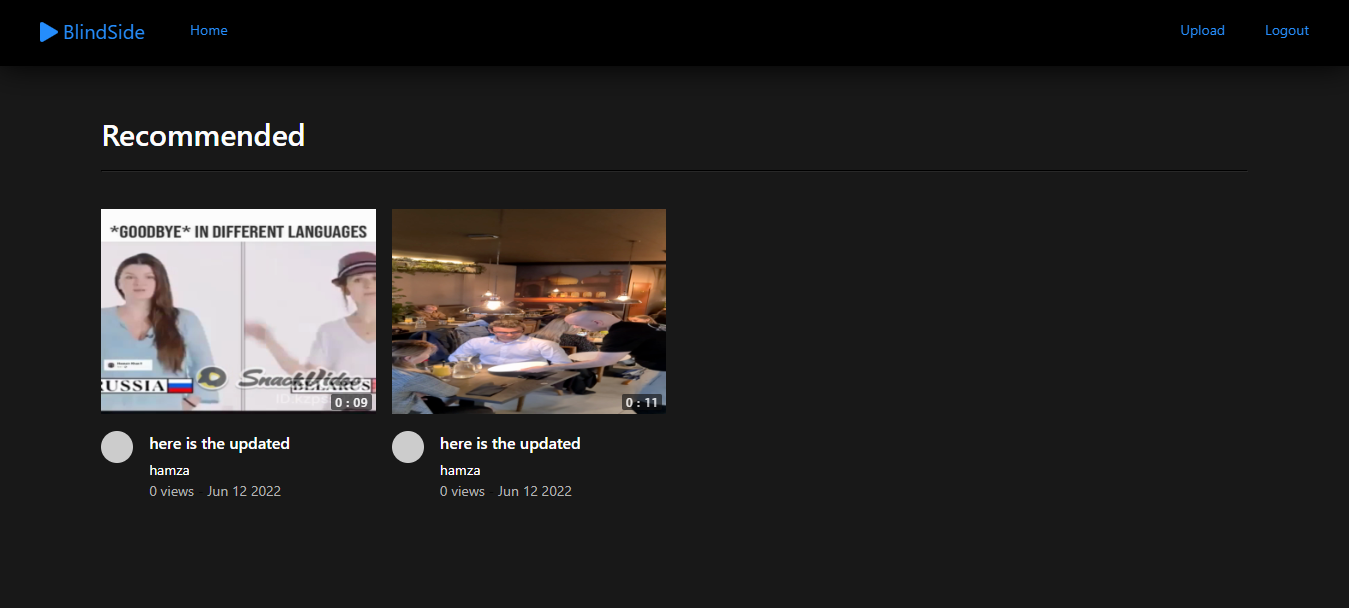 BlindSide
Home
Upload
Logout
Recommended
*GOODBYE* IN DIFFERENT LANGUAGES
RUSSIA
SnackVideo
BELARUS
0 : 09
0 : 11
here is the updated
hamza
0 views Jun 12 2022
here is the updated
hamza
0 views Jun 12 2022